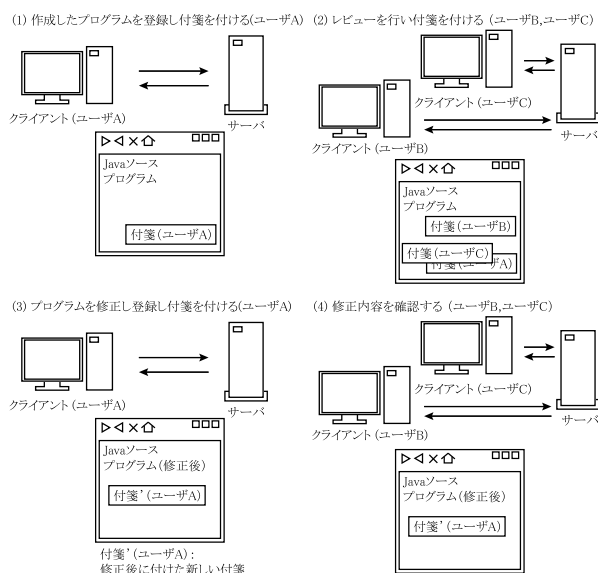 (1) 作成したプログラムを登録し付箋を付ける(ユーザA)
クライアント(ユーザA)
サーバ
Javaソース
プログラム
付箋(ユーザA)
(2) レビューを行い付箋を付ける (ユーザB,ユーザC)
クライアント(ユーザC)
クライアント(ユーザB)
サーバ
Javaソース
プログラム
付箋(ユーザB)
付箋(ユーザC)
付箋(ユーザA)
(3) プログラムを修正し登録し付箋を付ける(ユーザA)
クライアント(ユーザA)
サーバ
Javaソース
プログラム(修正後)
付箋’(ユーザA)
付箋’(ユーザA):
修正後に付けた新しい付箋
(4) 修正内容を確認する (ユーザB,ユーザC)
クライアント(ユーザC)
クライアント(ユーザB)
サーバ
Javaソース
プログラム(修正後)
付箋’(ユーザA)